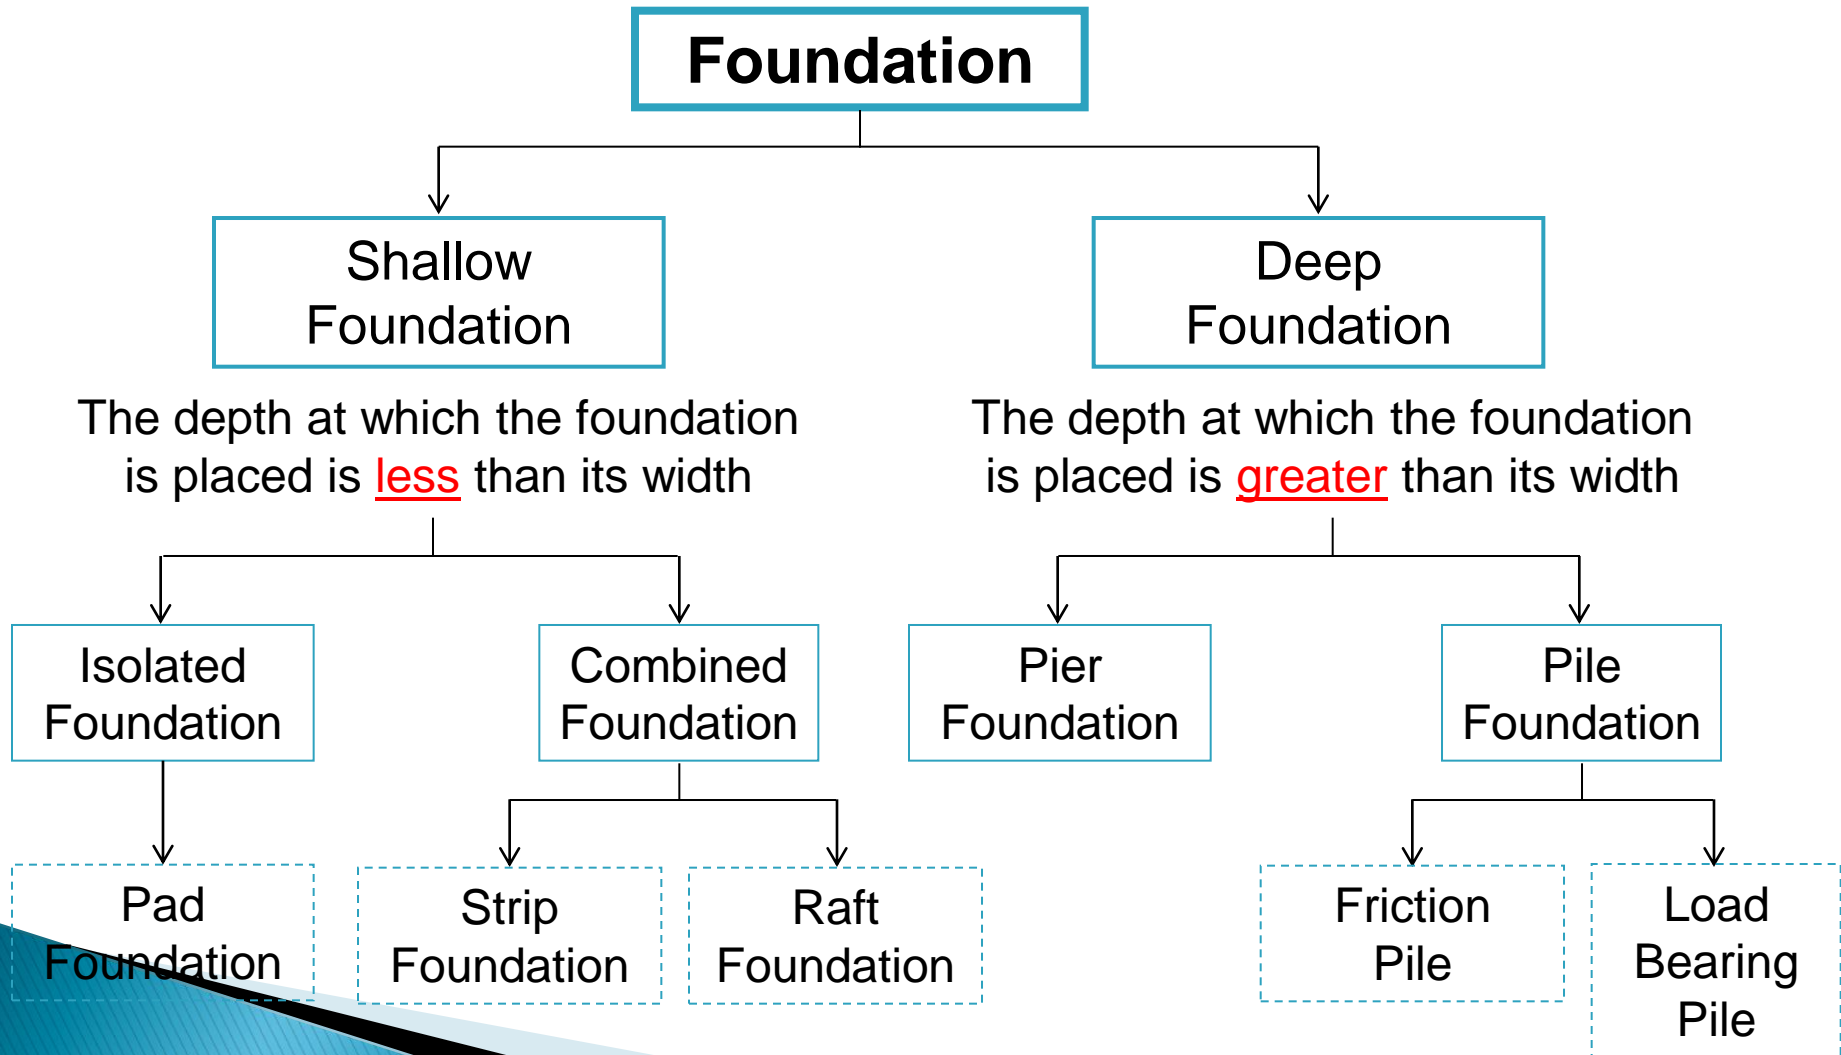 Foundation
Shallow
Foundation
Deep
Foundation
The depth at which the foundation
is placed is less than its width
The depth at which the foundation
is placed is greater than its width
Isolated
Foundation
Combined
Foundation
Pier
Foundation
Pile
Foundation
Pad
Foundation
Strip
Foundation
Raft
Foundation
Friction
Pile
Load
Bearing
Pile